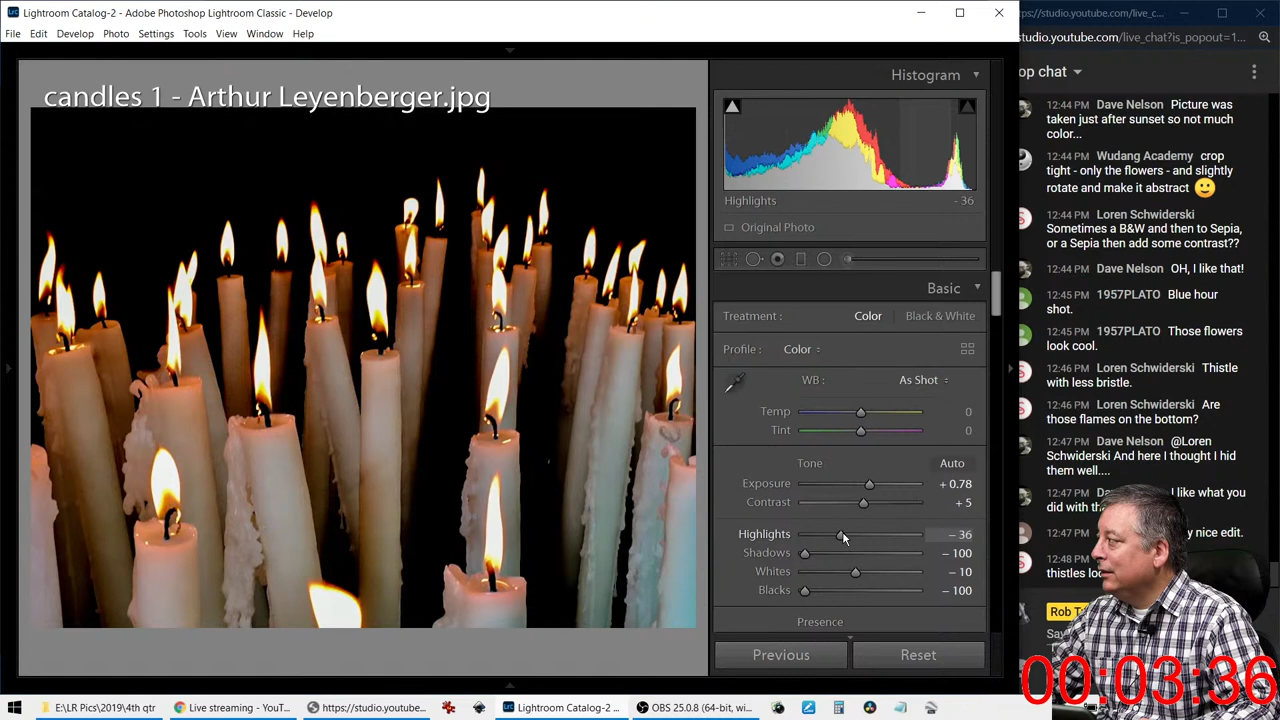 Lightroom Catalog-2 - Adobe Photoshop Lightroom Classic - Develop
File Edit Develop Photo Settings Tools View Window Help
candles 1 - Arthur Leyenberger.jpg
Histogram
Highlights - 36
Original Photo
Basic
Treatment : Color Black & White
Profile : Color
WB : As Shot
Temp 0
Tint 0
Tone Auto
Exposure + 0.78
Contrast + 5
Highlights - 36
Shadows - 100
Whites - 10
Blacks - 100
Presence
Previous Reset
ps://studio.youtube.com/live_c...
studio.youtube.com/live_chat?is_popout=1...
op chat
12:44 PM Dave Nelson Picture was
taken just after sunset so not much
color...
12:44 PM Wudang Academy crop
tight - only the flowers - and slightly
rotate and make it abstract
12:44 PM Loren Schwiderski
Sometimes a B&W and then to Sepia,
or a Sepia then add some contrast??
12:44 PM Dave Nelson OH, I like that!
12:45 PM 1957PLATO Blue hour
shot.
12:45 PM 1957PLATO Those flowers
look cool.
12:46 PM Loren Schwiderski Thistle
with less bristle.
12:46 PM Loren Schwiderski Are
those flames on the bottom?
12:47 PM Dave Nelson @Loren
Schwiderski And here I thought I hid
them well....
12:47 PM I like what you
did with th
12:47 PM y nice edit.
12:48 PM
thistles loo
Rob T
Say
00:03:36
E:\LR Pics\2019\4th qtr
Live streaming - YouTu...
https://studio.youtube...
Lightroom Catalog-2 ...
OBS 25.0.8 (64-bit, wi...